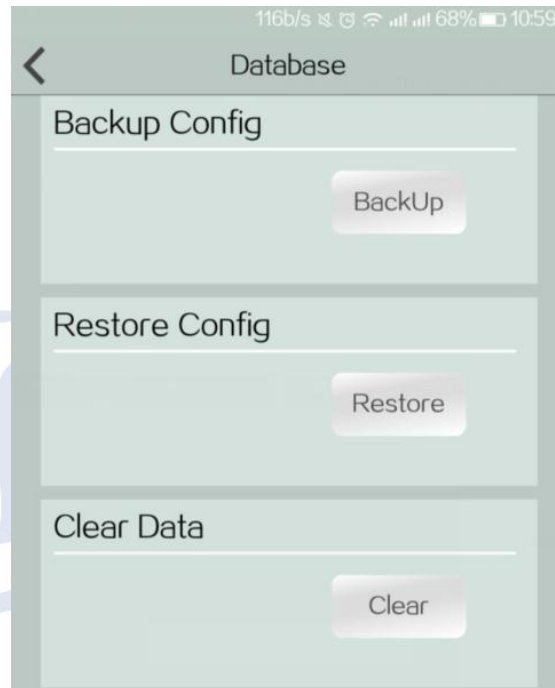 116b/s 68% 10:59
Database
Backup Config
BackUp
Restore Config
Restore
Clear Data
Clear